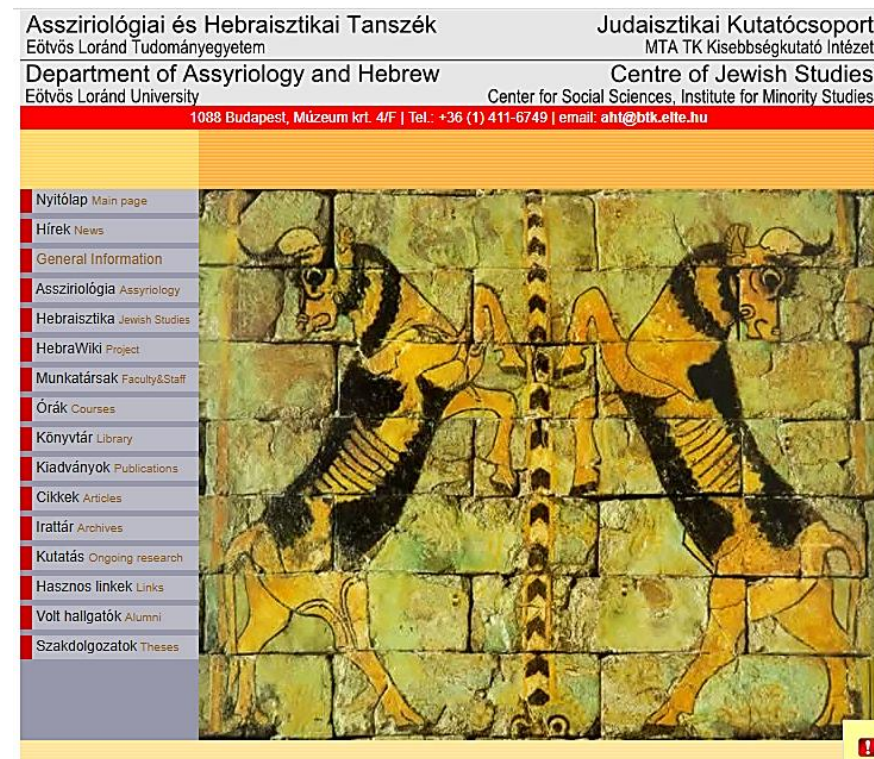 Assziriológiai és Hebraisztikai Tanszék
Eötvös Loránd Tudományegyetem
Judaisztikai Kutatócsoport
MTA TK Kisebbségkutató Intézet
Department of Assyriology and Hebrew
Eötvös Loránd University
Centre of Jewish Studies
Center for Social Sciences, Institute for Minority Studies
1088 Budapest, Múzeum krt. 4/F | Tel.: +36 (1) 411-6749 | email: aht@btk.elte.hu
Nyitólap Main page
Hírek News
General Information
Assziriológia Assyriology
Hebraisztika Jewish Studies
HebraWiki Project
Munkatársak Faculty&Staff
Órák Courses
Könyvtár Library
Kiadványok Publications
Cikkek Articles
Irattár Archives
Kutatás Ongoing research
Hasznos linkek Links
Volt hallgatók Alumni
Szakdolgozatok Theses